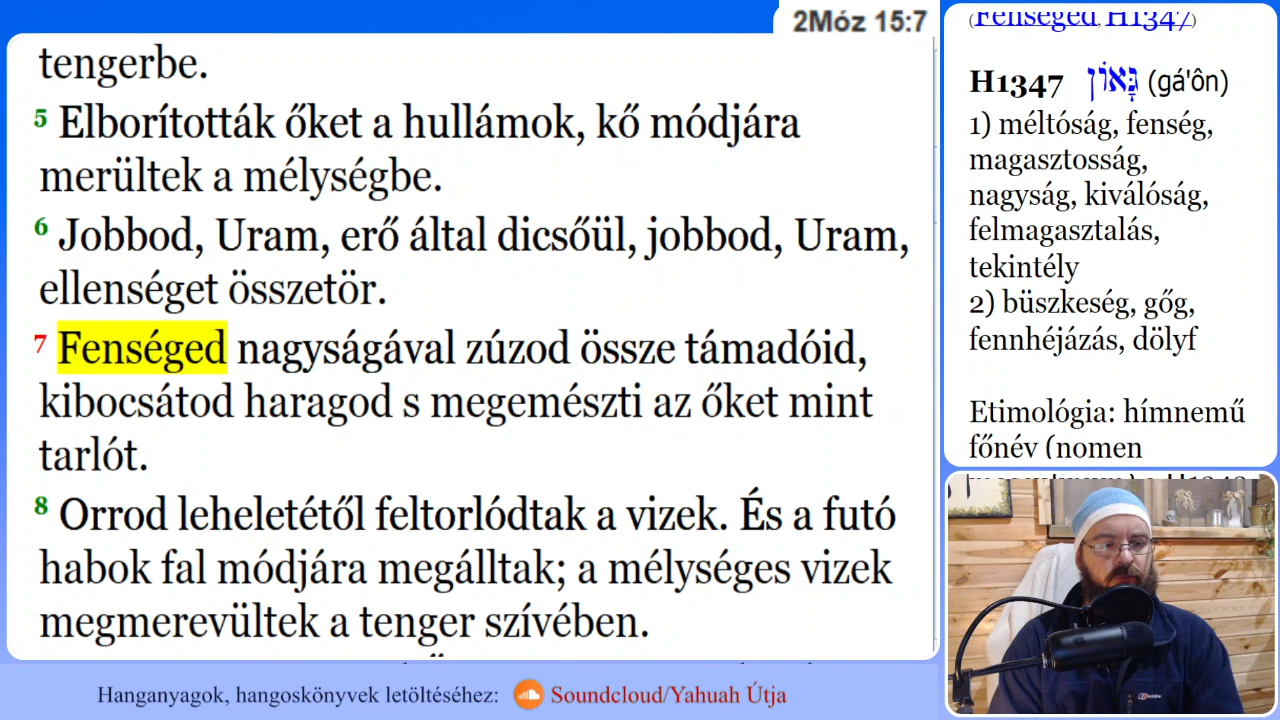 2Móz 15:7
tengerbe.
5 Elborították őket a hullámok, kő módjára
merültek a mélységbe.
6 Jobbod, Uram, erő által dicsőül, jobbod, Uram,
ellenséget összetör.
7 Fenséged nagyságával zúzod össze támadóid,
kibocsátod haragod s megemészti az őket mint
tarlót.
8 Orrod leheletétől feltorlódtak a vizek. És a futó
habok fal módjára megálltak; a mélységes vizek
megmerevültek a tenger szívében.
(Fenséged, H1347)
H1347 גָּאוֹן (gá'ôn)
1) méltóság, fenség,
magasztosság,
nagyság, kiválóság,
felmagasztalás,
tekintély
2) büszkeség, gőg,
fennhéjázás, dölyf
Etimológia: hímnemű
főnév (nomen
Hanganyagok, hangoskönyvek letöltéséhez: Soundcloud/Yahuah Útja